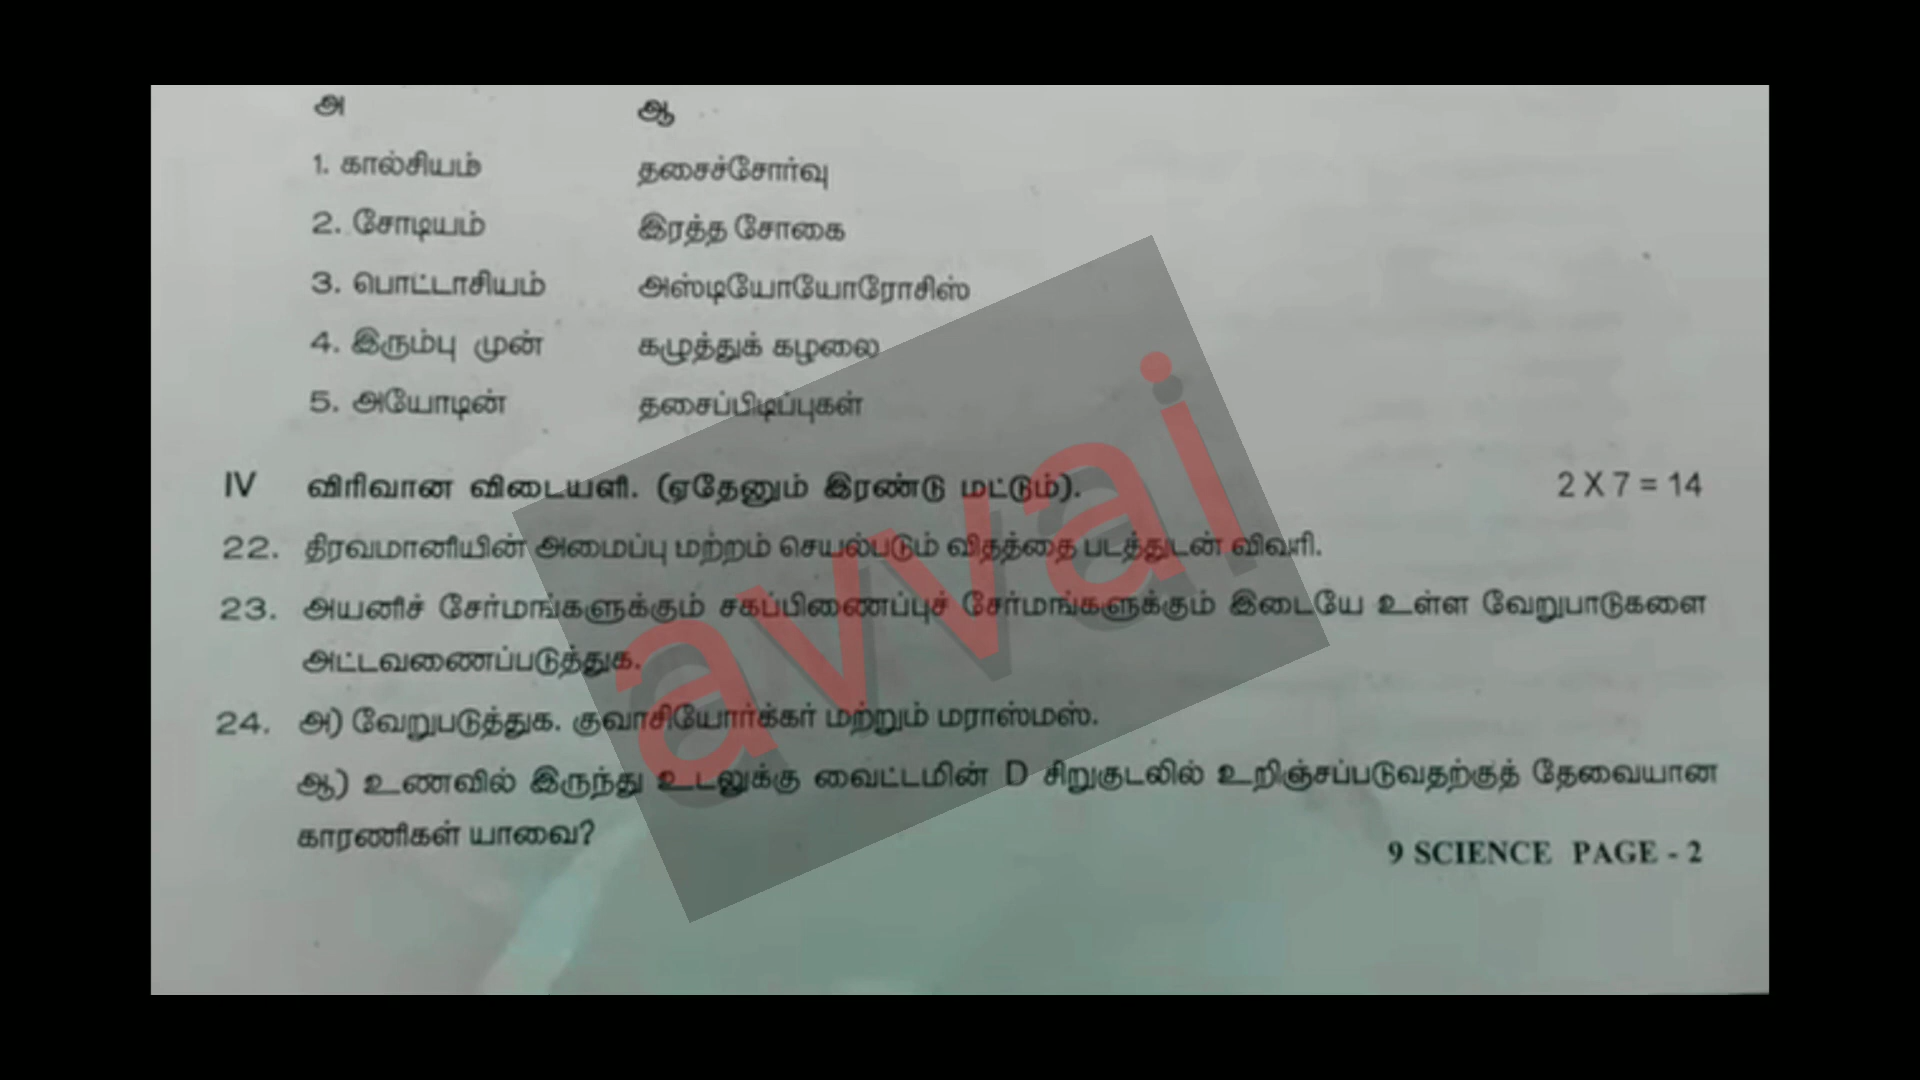 அ ஆ
1. கால்சியம் தசைச்சோர்வு
2. சோடியம் இரத்த சோகை
3. பொட்டாசியம் அஸ்டியோயோரோசிஸ்
4. இரும்பு முன் கழுத்துக் கழலை
5. அயோடின் தசைப்பிடிப்புகள்
IV விரிவான விடையளி. (ஏதேனும் இரண்டு மட்டும்). 2 X 7 = 14
22. திரவமானியின் அமைப்பு மற்றம் செயல்படும் விதத்தை படத்துடன் விவரி.
23. அயனிச் சேர்மங்களுக்கும் சகப்பிணைப்புச் சேர்மங்களுக்கும் இடையே உள்ள வேறுபாடுகளை
அட்டவணைப்படுத்துக.
24. அ) வேறுபடுத்துக. குவாசியோர்க்கர் மற்றும் மராஸ்மஸ்.
ஆ) உணவில் இருந்து உடலுக்கு வைட்டமின் D சிறுகுடலில் உறிஞ்சப்படுவதற்குத் தேவையான
காரணிகள் யாவை?
9 SCIENCE PAGE - 2
avvai